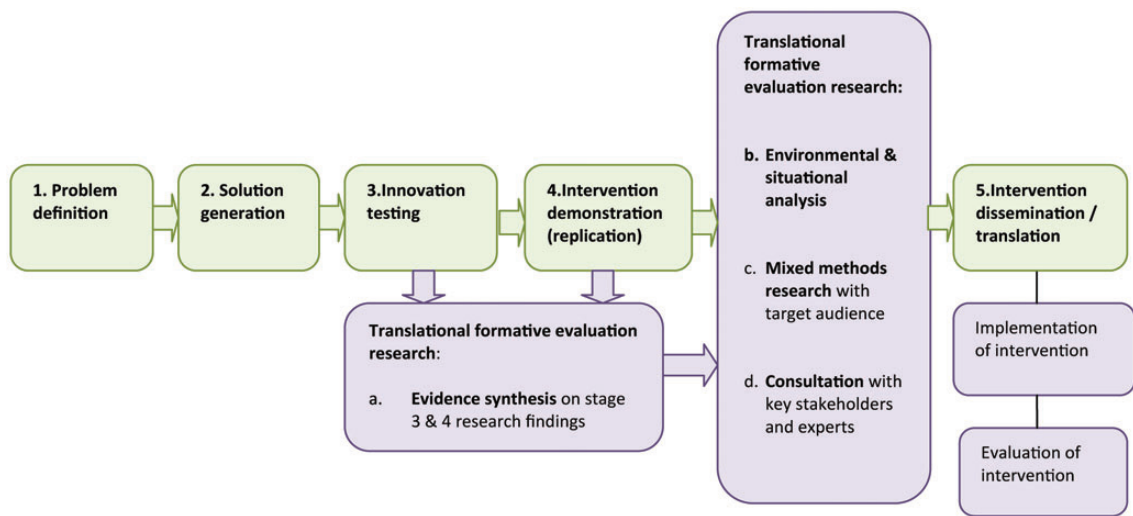 1. Problem
definition
2. Solution
generation
3.Innovation
testing
4.Intervention
demonstration
(replication)
Translational formative evaluation
research:
a. Evidence synthesis on stage
3 & 4 research findings
Translational
formative
evaluation research:
b. Environmental &
situational
analysis
c. Mixed methods
research with
target audience
d. Consultation with
key stakeholders
and experts
5.Intervention
dissemination /
translation
Implementation
of intervention
Evaluation of
intervention